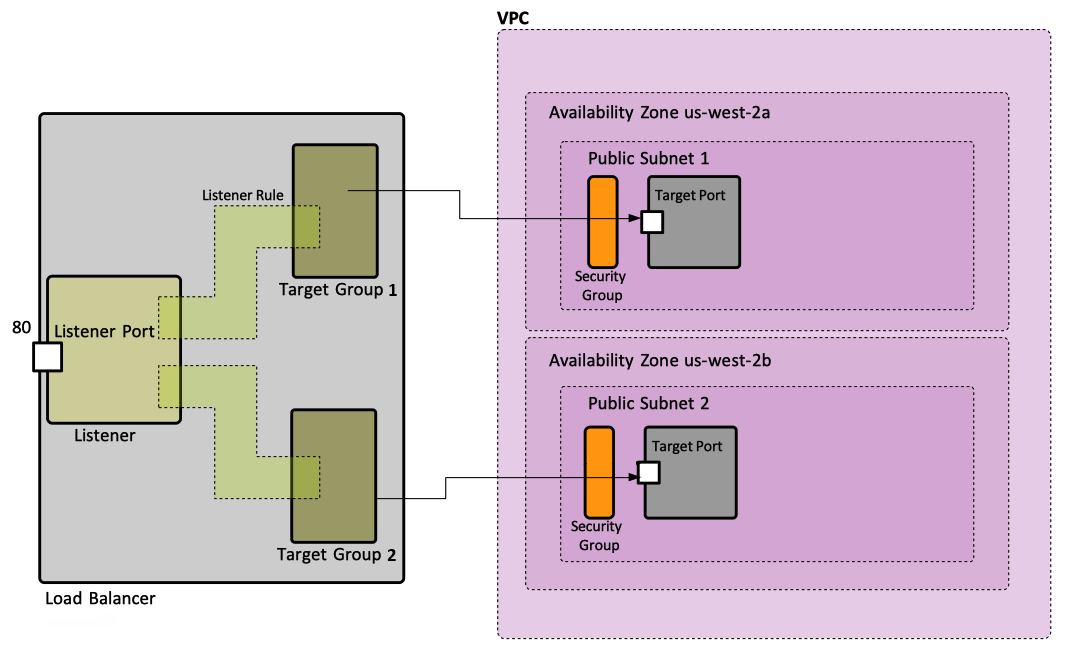 VPC
Availability Zone us-west-2a
Public Subnet 1
Target Port
Security
Group
Listener Rule
Target Group 1
80
Listener Port
Listener
Availability Zone us-west-2b
Public Subnet 2
Target Port
Security
Group
Target Group 2
Load Balancer